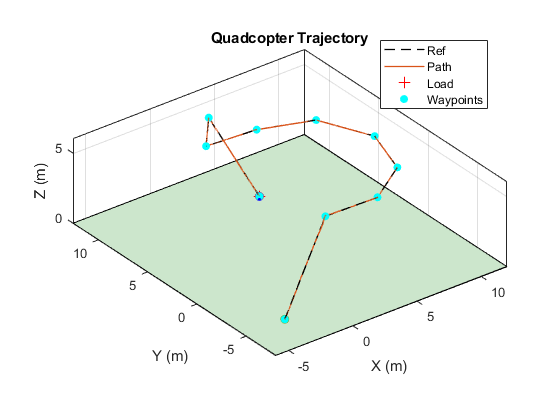 Quadcopter Trajectory
Ref
Path
Load
Waypoints
Z (m)
5
0
10
5
0
-5
Y (m)
-5
0
5
10
X (m)